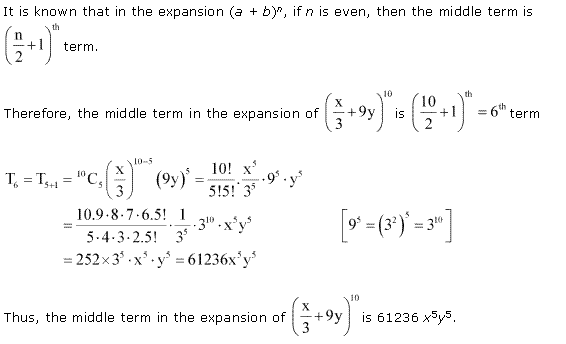 It is known that in the expansion (a + b)ⁿ, if n is even, then the middle term is
(n/2 + 1)ᵗʰ term.
Therefore, the middle term in the expansion of (x/3 + 9y)¹⁰ is (10/2 + 1)ᵗʰ = 6ᵗʰ term
T₆ = T₅₊₁ = ¹⁰C₅ (x/3)¹⁰⁻⁵ (9y)⁵ = 10!/5!5! · x⁵/3⁵ · 9⁵ · y⁵
= 10.9·8·7·6.5!/5·4·3·2.5! · 1/3⁵ · 3¹⁰ · x⁵y⁵ [9⁵ = (3²)⁵ = 3¹⁰]
= 252 × 3⁵ · x⁵ · y⁵ = 61236x⁵y⁵
Thus, the middle term in the expansion of (x/3 + 9y)¹⁰ is 61236 x⁵y⁵.